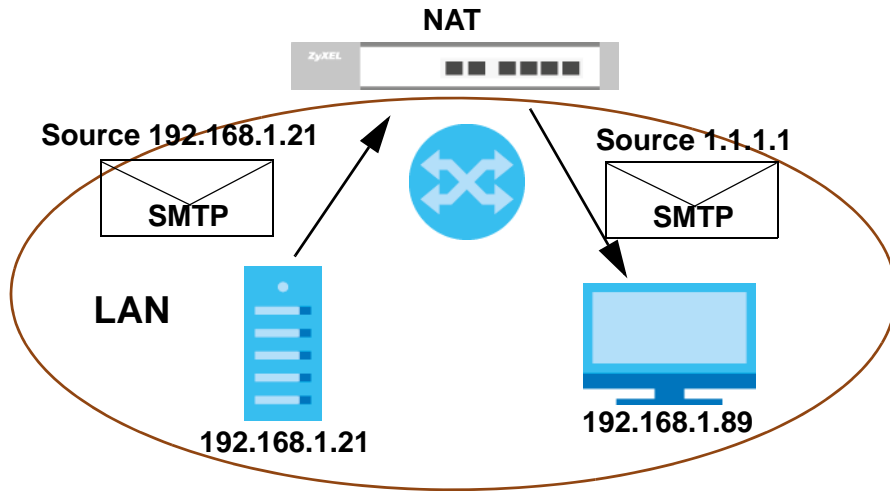 NAT
ZyXEL
Source 192.168.1.21
SMTP
Source 1.1.1.1
SMTP
LAN
192.168.1.21
192.168.1.89